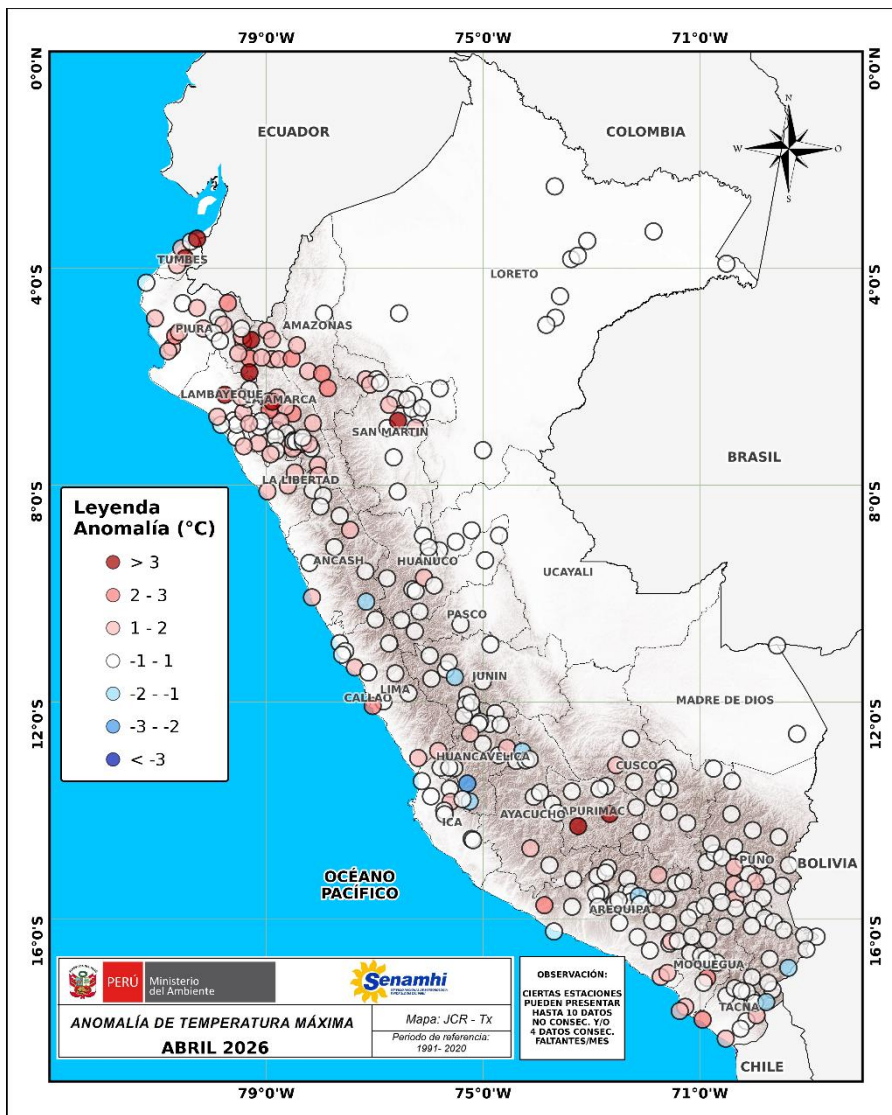 79°0'W 75°0'W 71°0'W
0°0'N 0°0'N
ECUADOR
COLOMBIA
N
W O
S
TUMBES
LORETO
4°0'S 4°0'S
PIURA
AMAZONAS
LAMBAYEQUE
CAJAMARCA
SAN MARTIN
BRASIL
LA LIBERTAD
8°0'S 8°0'S
Leyenda
Anomalía (°C)
> 3
2 - 3
1 - 2
-1 - 1
-2 - -1
-3 - -2
< -3
ANCASH
HUANUCO
UCAYALI
PASCO
JUNIN
LIMA
CALLAO
MADRE DE DIOS
12°0'S 12°0'S
HUANCAVELICA
CUSCO
APURIMAC
AYACUCHO
ICA
PUNO
BOLIVIA
OCÉANO
PACÍFICO
AREQUIPA
16°0'S 16°0'S
MOQUEGUA
TACNA
CHILE
PERÚ
Ministerio
del Ambiente
Senamhi
ANOMALÍA DE TEMPERATURA MÁXIMA
ABRIL 2026
Mapa: JCR - Tx
Periodo de referencia:
1991- 2020
OBSERVACIÓN:
CIERTAS ESTACIONES
PUEDEN PRESENTAR
HASTA 10 DATOS
NO CONSEC. Y/O
4 DATOS CONSEC.
FALTANTES/MES
79°0'W 75°0'W 71°0'W